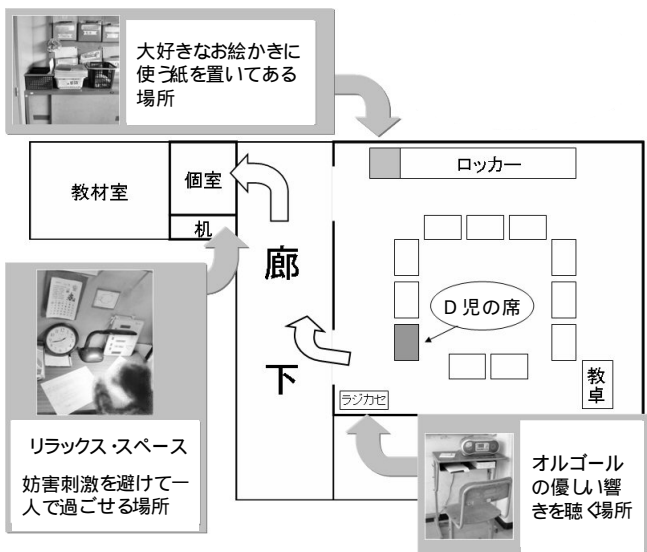 大好きなお絵かきに
使う紙を置いてある
場所
ロッカー
教材室
個室
机
廊
下
D児の席
教
卓
ラジカセ
リラックス・スペース
妨害刺激を避けて一
人で過ごせる場所
オルゴール
の優しい響
きを聴く場所